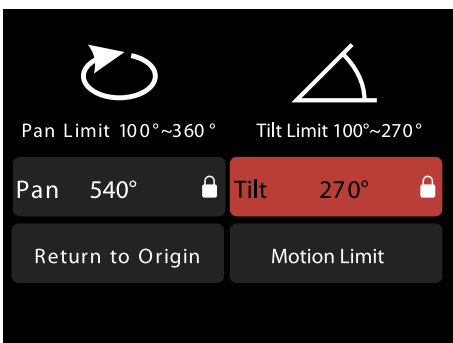 Pan Limit 100°~360°
Tilt Limit 100°~270°
Pan 540°
Tilt 270°
Return to Origin
Motion Limit